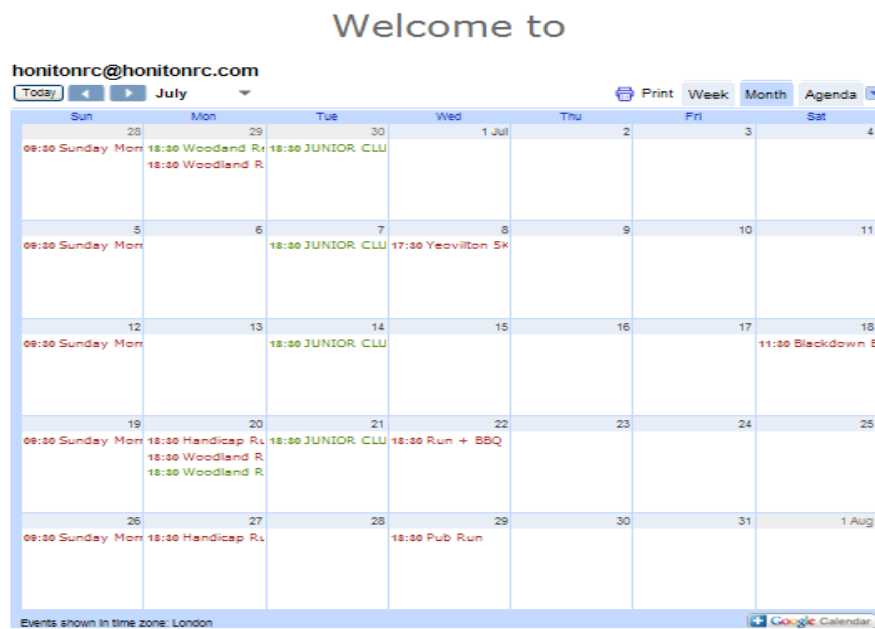 Welcome to
honitonrc@honitonrc.com
Today July Print Week Month Agenda
Sun Mon Tue Wed Thu Fri Sat
28 29 30 1 Jul 2 3 4
09:30 Sunday Morn 18:30 Woodand Re 18:30 JUNIOR CLU
18:30 Woodland R
5 6 7 8 9 10 11
09:30 Sunday Morn 18:30 JUNIOR CLU 17:30 Yeovilton 5K
12 13 14 15 16 17 18
09:30 Sunday Morn 18:30 JUNIOR CLU 11:30 Blackdown B
19 20 21 22 23 24 25
09:30 Sunday Morn 18:30 Handicap Ru 18:30 JUNIOR CLU 18:30 Run + BBQ
18:30 Woodland R
18:30 Woodland R
26 27 28 29 30 31 1 Aug
09:30 Sunday Morn 18:30 Handicap Ru 18:30 Pub Run
Events shown in time zone: London
Google Calendar